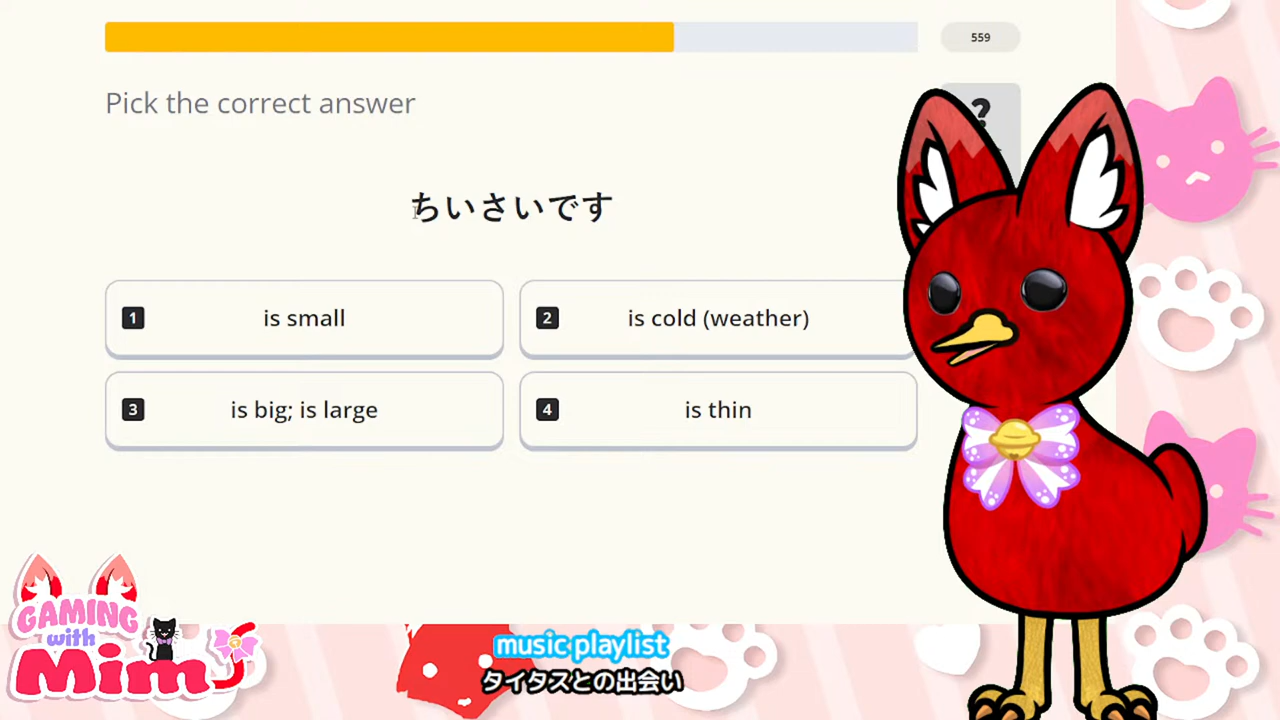 559
Pick the correct answer
?
ちいさいです
1 is small
2 is cold (weather)
3 is big; is large
4 is thin
GAMING
with
Mim
music playlist
タイタスとの出会い